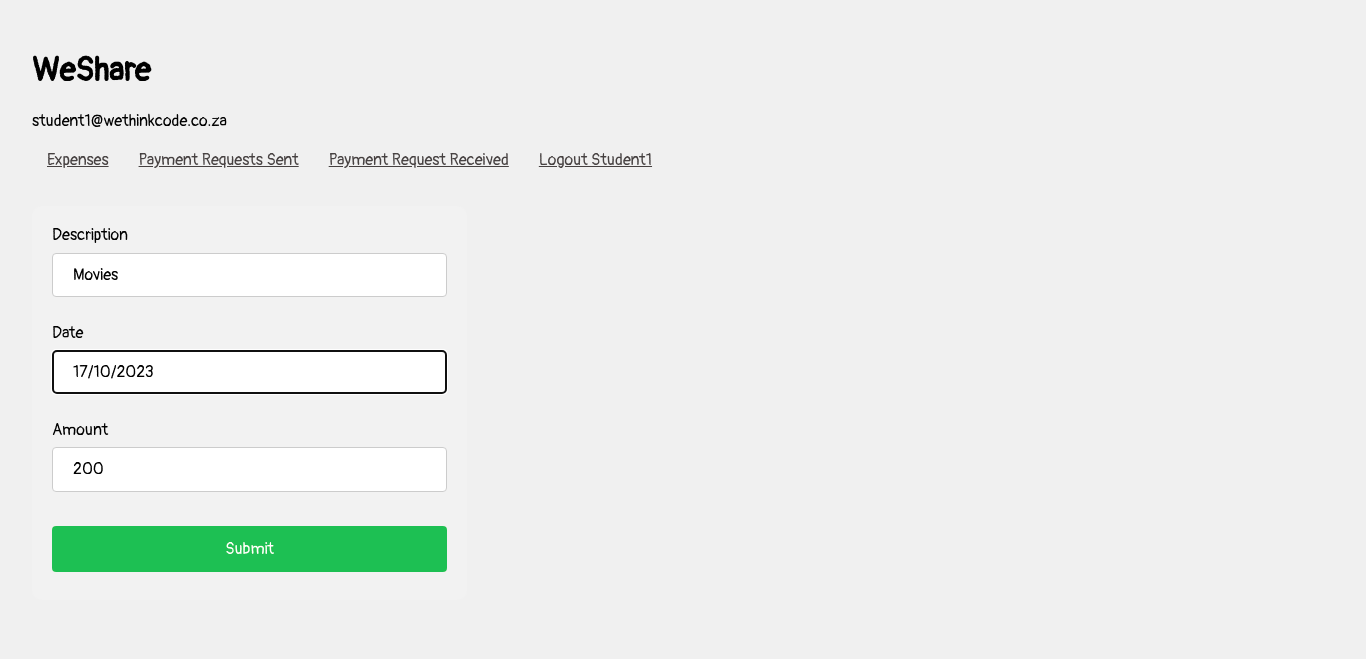 WeShare
student1@wethinkcode.co.za
Expenses Payment Requests Sent Payment Request Received Logout Student1
Description
Movies
Date
17/10/2023
Amount
200
Submit